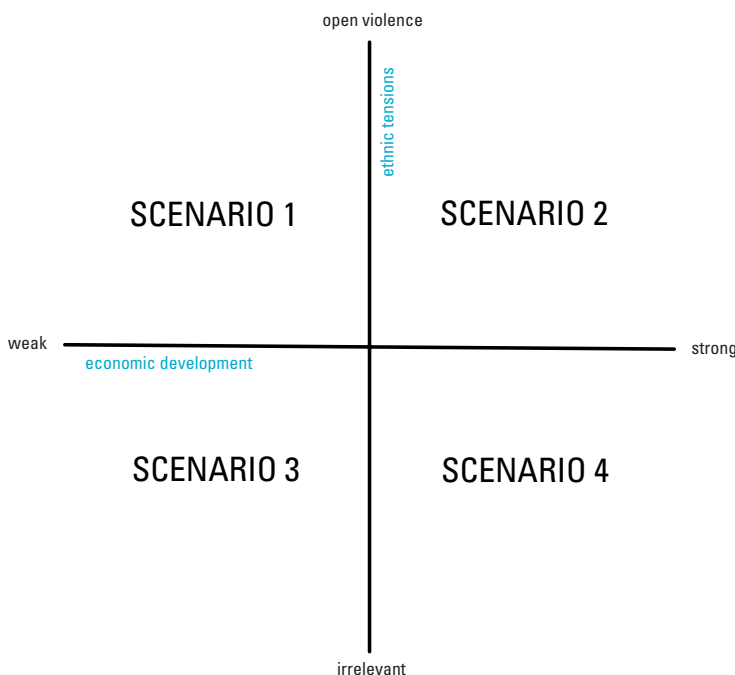 open violence
ethnic tensions
SCENARIO 1
SCENARIO 2
weak
strong
economic development
SCENARIO 3
SCENARIO 4
irrelevant